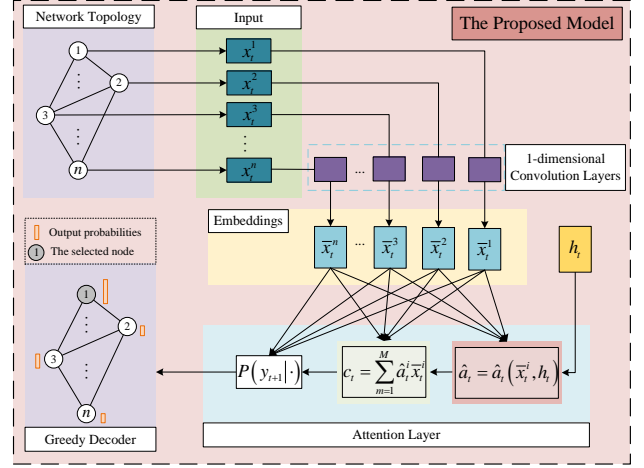 Network Topology
Input
The Proposed Model
1
2
3
n
⋮
x_t^1
x_t^2
x_t^3
⋮
x_t^n
...
1-dimensional
Convolution Layers
Embeddings
x̄_t^n
...
x̄_t^3
x̄_t^2
x̄_t^1
h_t
Output probabilities
1 The selected node
1
2
3
n
⋮
P(y_{t+1}|·)
c_t = ∑_{m=1}^{M} â_t^i x̄_t^i
â_t = â_t(x̄_t^i, h_t)
Greedy Decoder
Attention Layer